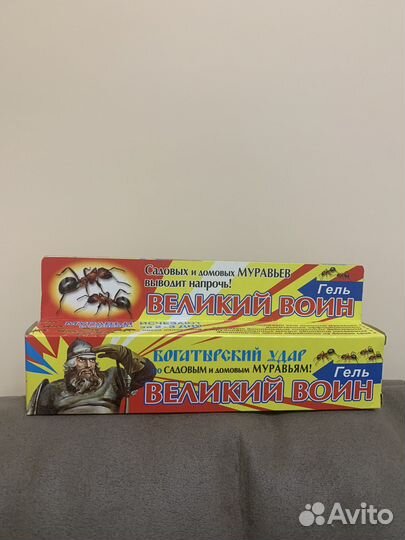 Садовых и домовых МУРАВЬЕВ
выводит напрочь!
Гель
ВЕЛИКИЙ ВОИН
БОГАТЫРСКИЙ УДАР
по САДОВЫМ и домовым МУРАВЬЯМ!
Гель
ВЕЛИКИЙ ВОИН
Avito